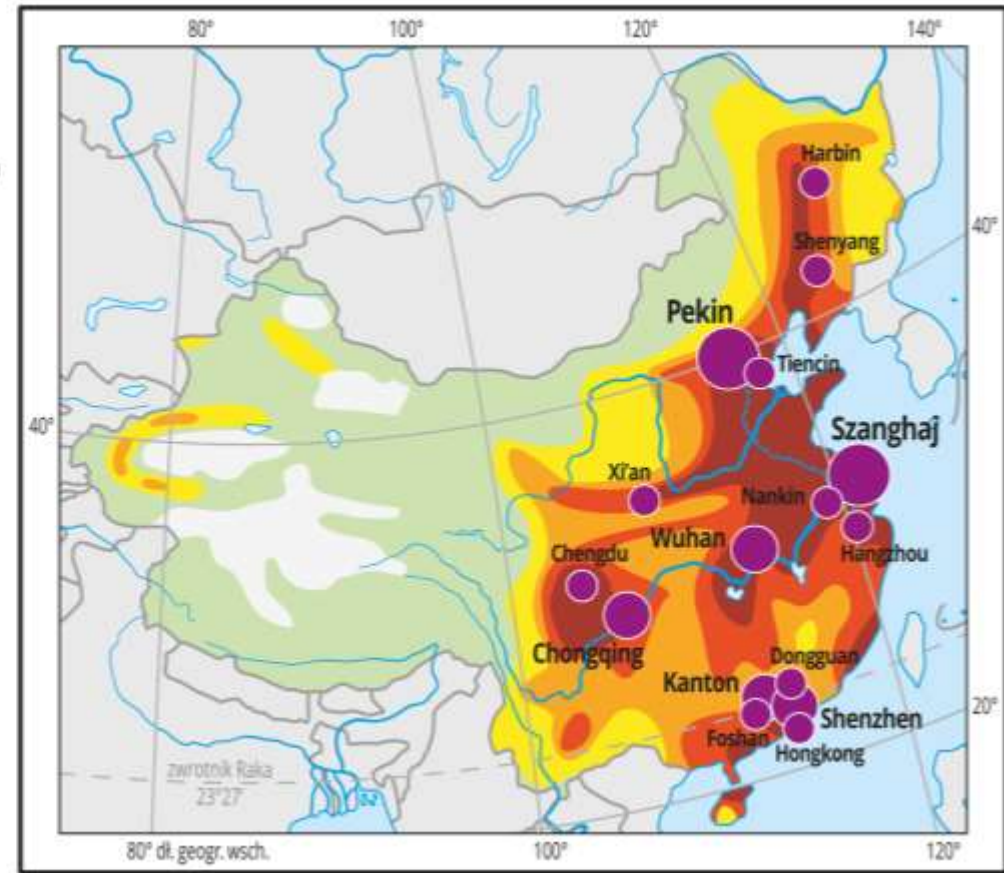 80°
100°
120°
140°
Harbin
40°
Shenyang
Pekin
Tiencin
40°
Szanghaj
Xi'an
Nankin
Wuhan
Hangzhou
Chengdu
Chongqing
Dongguan
Kanton
20°
Shenzhen
Foshan
Hongkong
zwrotnik Raka
23°27'
80° dł. geogr. wsch.
100°
120°